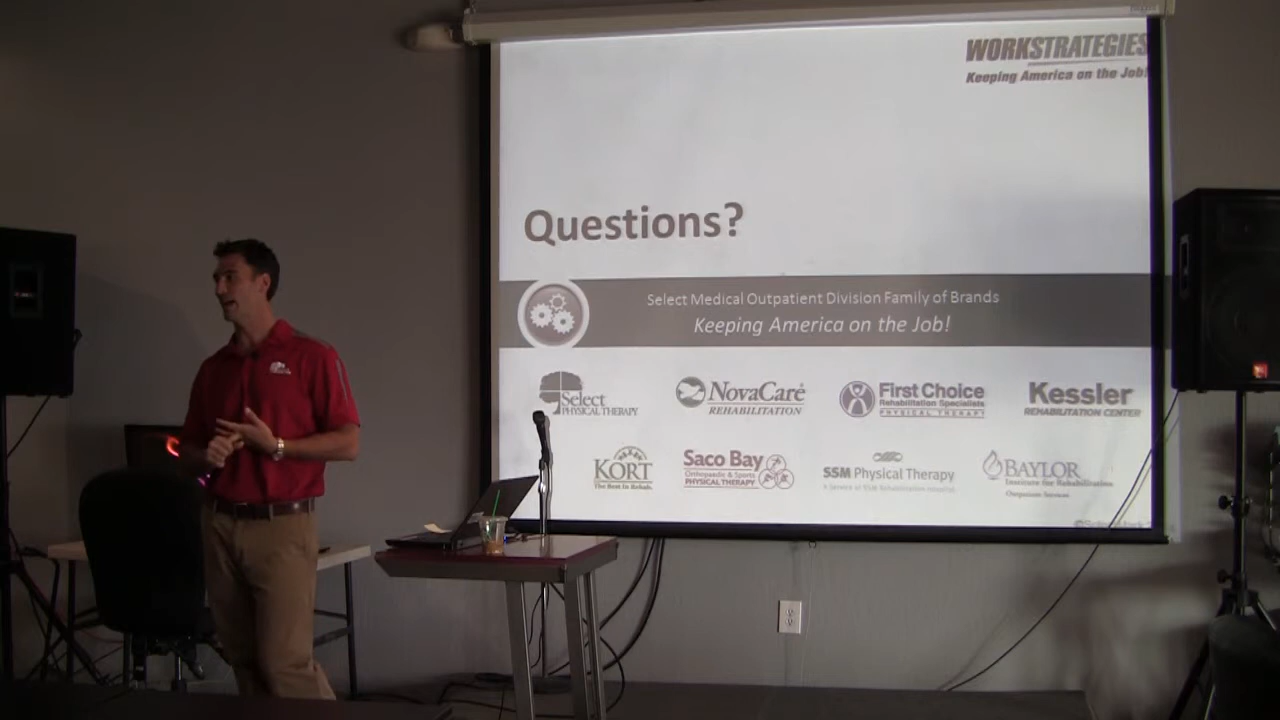 WORKSTRATEGIES
Keeping America on the Job!
Questions?
Select Medical Outpatient Division Family of Brands
Keeping America on the Job!
Select
PHYSICAL THERAPY
NovaCare
REHABILITATION
First Choice
Rehabilitation Specialists
PHYSICAL THERAPY
Kessler
REHABILITATION CENTER
KORT
The Best In Rehab.
Saco Bay
Orthopaedic & Sports
PHYSICAL THERAPY
SSM Physical Therapy
BAYLOR
Institute for Rehabilitation
Outpatient Services